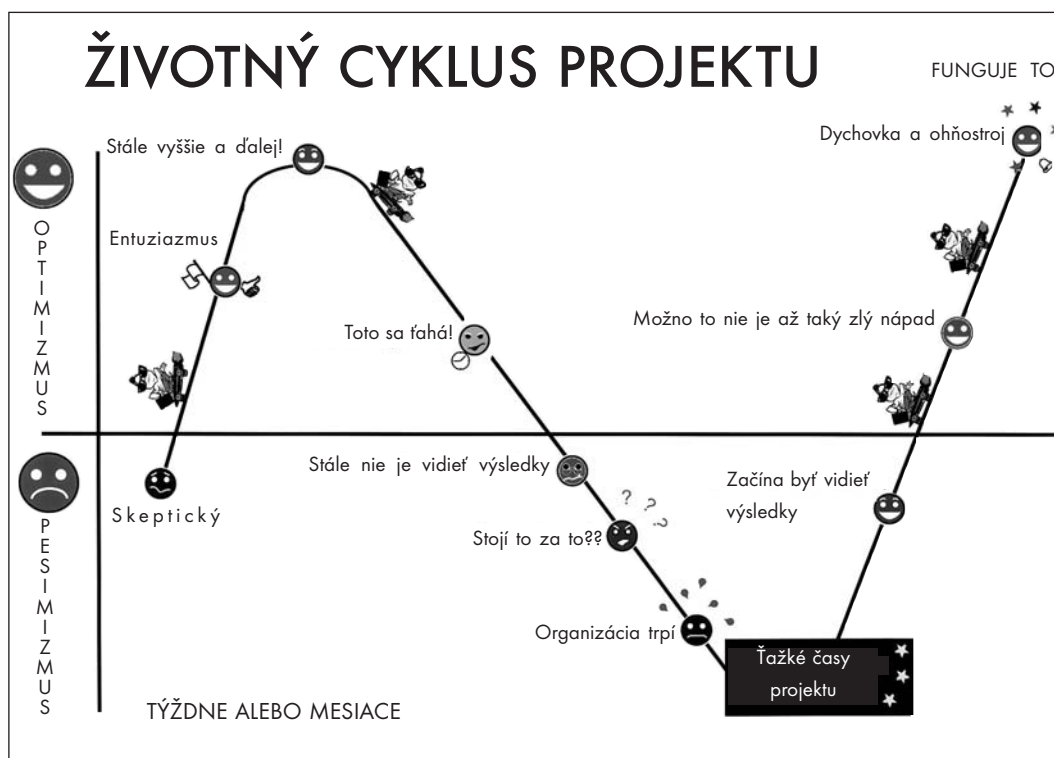 ŽIVOTNÝ CYKLUS PROJEKTU
FUNGUJE TO
Stále vyššie a ďalej!
Dychovka a ohňostroj
Entuziazmus
OPTIMIZMUS
Toto sa ťahá!
Možno to nie je až taký zlý nápad
Stále nie je vidieť výsledky
Začína byť vidieť
výsledky
Skeptický
? ? ?
Stojí to za to??
PESIMIZMUS
Organizácia trpí
Ťažké časy
projektu
TÝŽDNE ALEBO MESIACE